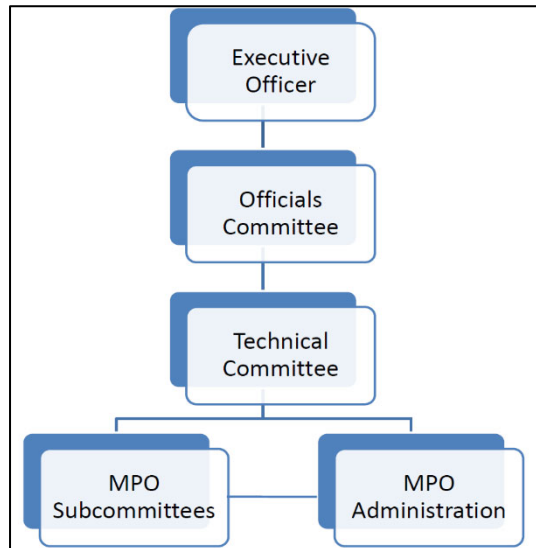 Executive
Officer
Officials
Committee
Technical
Committee
MPO
Subcommittees
MPO
Administration